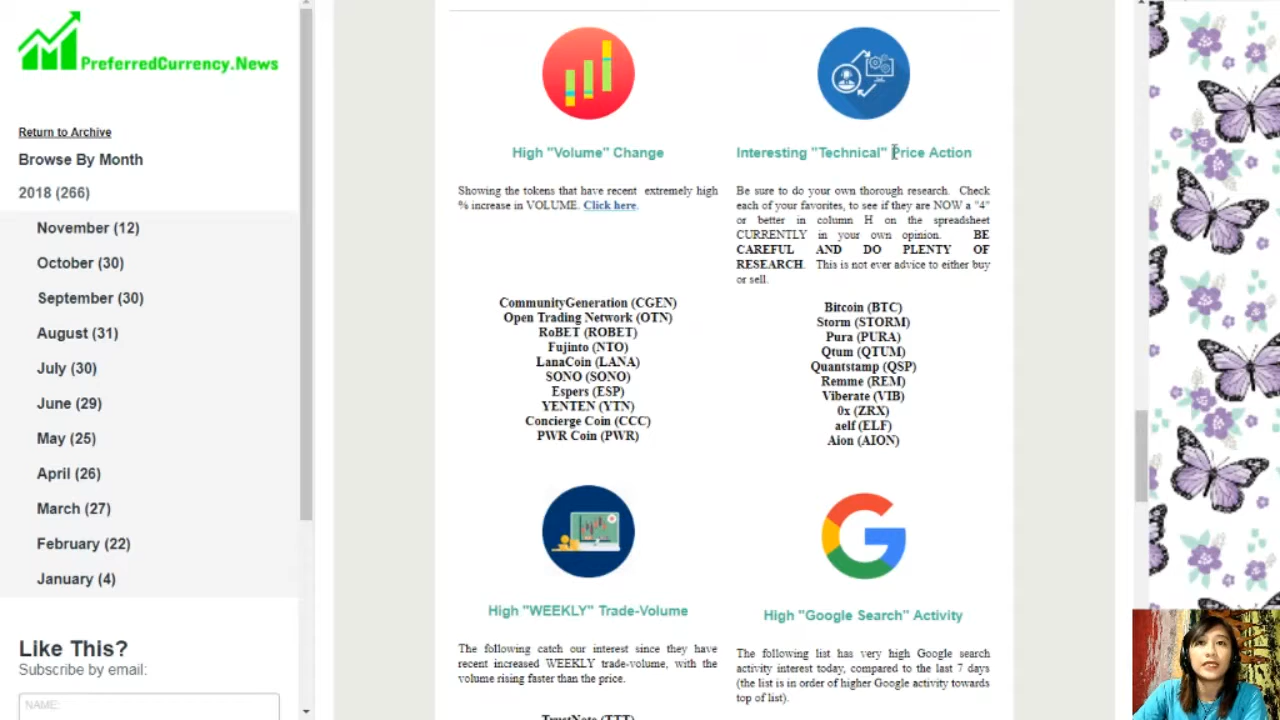 PreferredCurrency.News
Return to Archive
Browse By Month
2018 (266)
November (12)
October (30)
September (30)
August (31)
July (30)
June (29)
May (25)
April (26)
March (27)
February (22)
January (4)
Like This?
Subscribe by email:
NAME:
High "Volume" Change
Showing the tokens that have recent extremely high
% increase in VOLUME. Click here.
CommunityGeneration (CGEN)
Open Trading Network (OTN)
RoBET (ROBET)
Fujinto (NTO)
LanaCoin (LANA)
SONO (SONO)
Espers (ESP)
YENTEN (YTN)
Concierge Coin (CCC)
PWR Coin (PWR)
Interesting "Technical" Price Action
Be sure to do your own thorough research. Check
each of your favorites, to see if they are NOW a "4"
or better in column H on the spreadsheet
CURRENTLY in your own opinion. BE
CAREFUL AND DO PLENTY OF
RESEARCH. This is not ever advice to either buy
or sell.
Bitcoin (BTC)
Storm (STORM)
Pura (PURA)
Qtum (QTUM)
Quantstamp (QSP)
Remme (REM)
Viberate (VIB)
0x (ZRX)
aelf (ELF)
Aion (AION)
High "WEEKLY" Trade-Volume
The following catch our interest since they have
recent increased WEEKLY trade-volume, with the
volume rising faster than the price.
TrustNote (TTT)
High "Google Search" Activity
The following list has very high Google search
activity interest today, compared to the last 7 days
(the list is in order of higher Google activity towards
top of list).